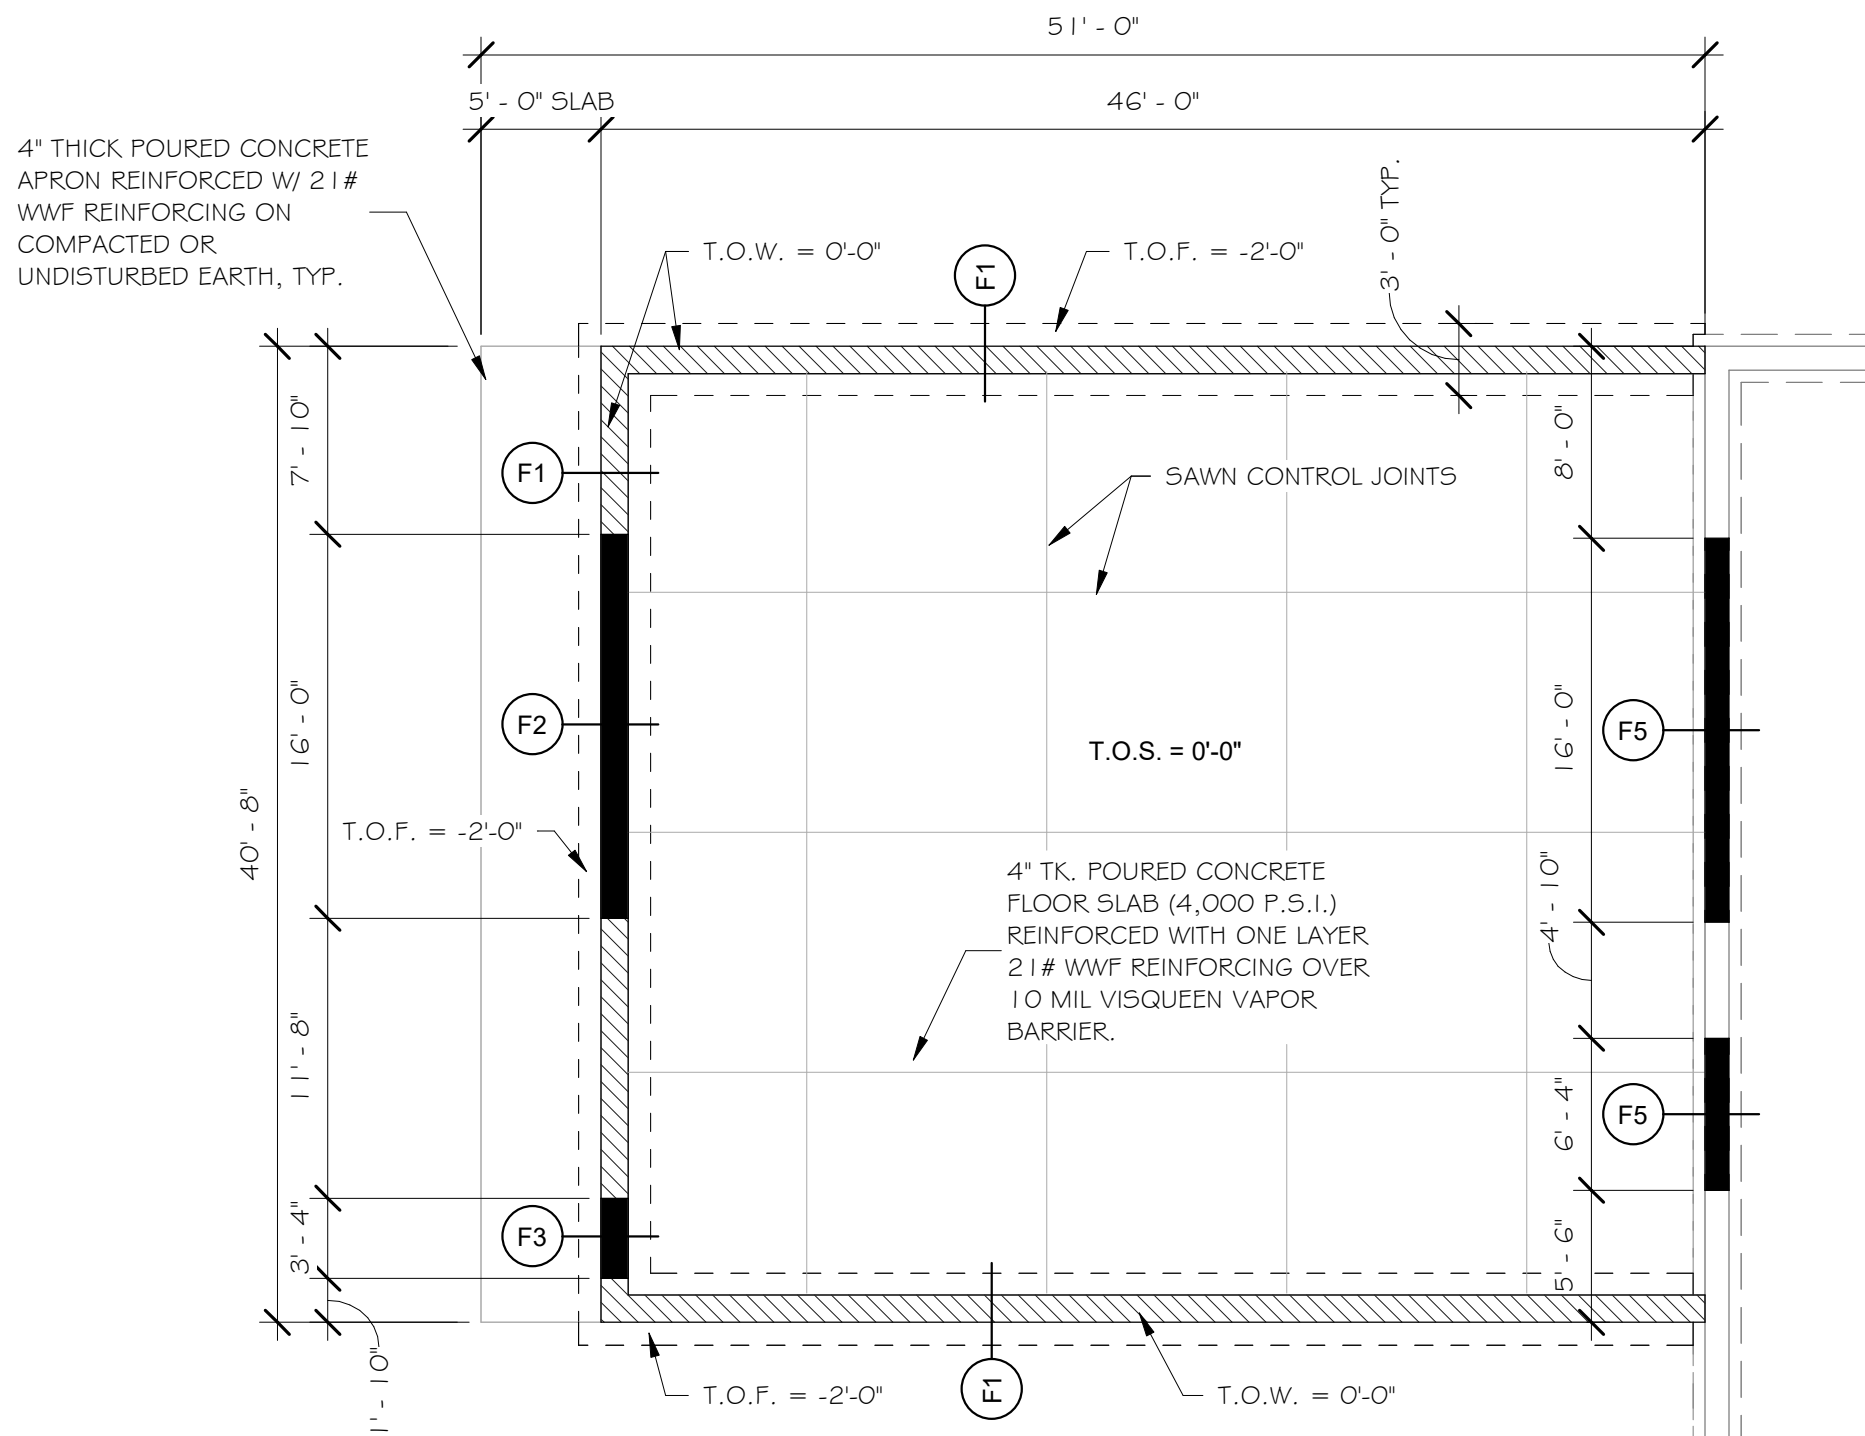 51' - 0"
5' - 0" SLAB
46' - 0"
4" THICK POURED CONCRETE
APRON REINFORCED W/ 21#
WWF REINFORCING ON
COMPACTED OR
UNDISTURBED EARTH, TYP.
T.O.W. = 0'-0"
F1
T.O.F. = -2'-0"
3' - 0" TYP.
7' - 10"
F1
SAWN CONTROL JOINTS
8' - 0"
16' - 0"
F2
T.O.S. = 0'-0"
16' - 0"
F5
40' - 8"
T.O.F. = -2'-0"
4" TK. POURED CONCRETE
FLOOR SLAB (4,000 P.S.I.)
REINFORCED WITH ONE LAYER
21# WWF REINFORCING OVER
10 MIL VISQUEEN VAPOR
BARRIER.
4' - 10"
11' - 8"
6' - 4"
F5
3' - 4"
F3
5' - 6"
1' - 10"
T.O.F. = -2'-0"
F1
T.O.W. = 0'-0"